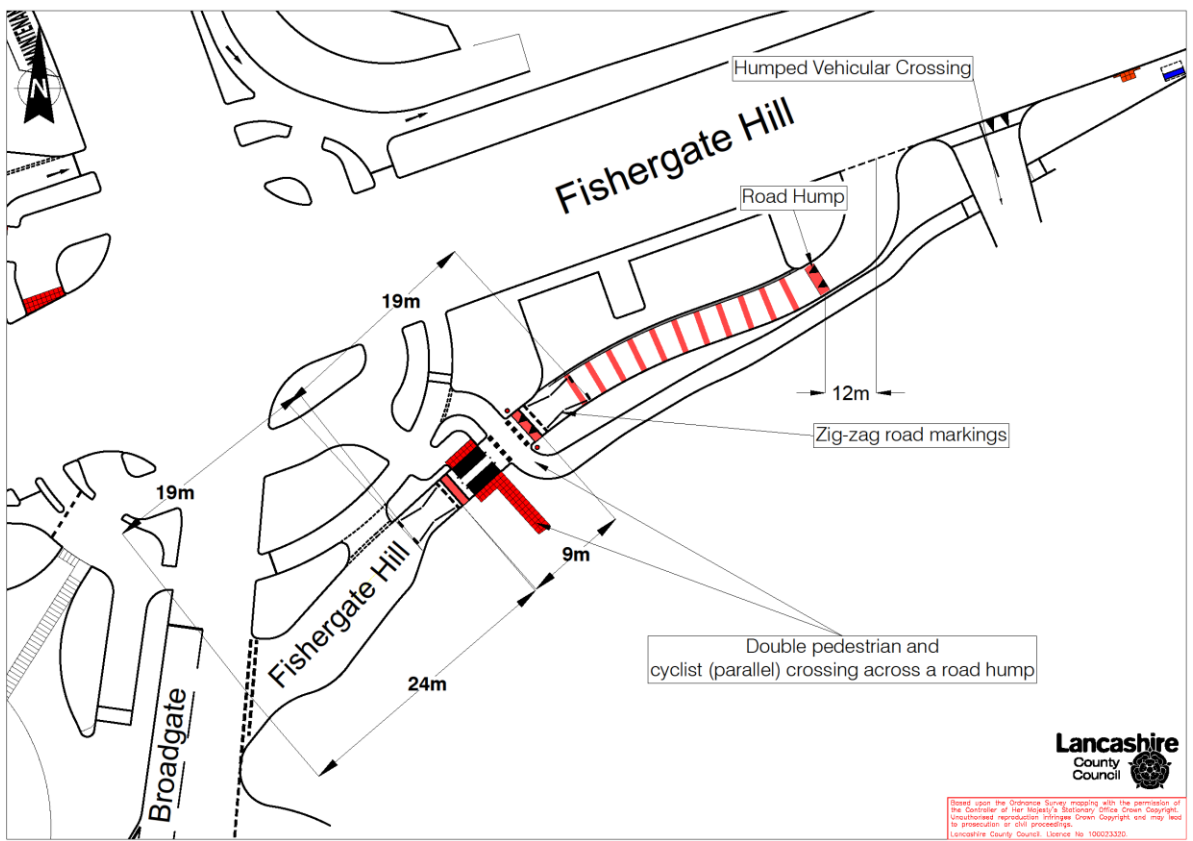 MAINTENAN
N
Humped Vehicular Crossing
Fishergate Hill
Road Hump
19m
12m
Zig-zag road markings
19m
9m
Fishergate Hill
Double pedestrian and
cyclist (parallel) crossing across a road hump
24m
Broadgate
Lancashire
County
Council
Based upon the Ordnance Survey mapping with the permission of
the Controller of Her Majesty's Stationary Office Crown Copyright.
Unauthorised reproduction infringes Crown Copyright and may lead
to prosecution or civil proceedings.
Lancashire County Council. Licence No 100023320